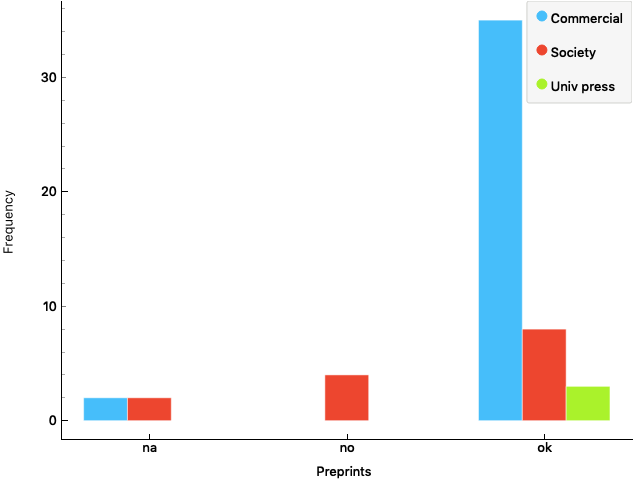 Commercial
Society
Univ press
30
20
10
0
Frequency
na no ok
Preprints